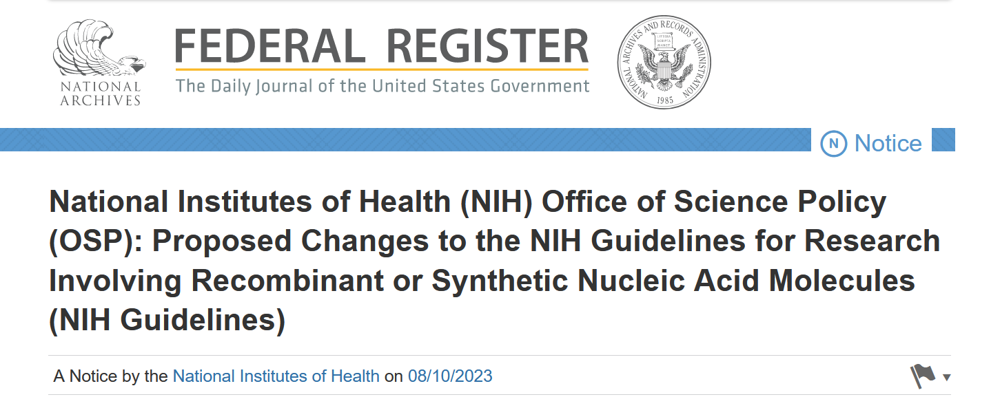 NATIONAL
ARCHIVES
FEDERAL REGISTER
The Daily Journal of the United States Government
NATIONAL ARCHIVES AND RECORDS ADMINISTRATION
LITTERA
SCRIPTA
MANET
1985
N Notice
National Institutes of Health (NIH) Office of Science Policy
(OSP): Proposed Changes to the NIH Guidelines for Research
Involving Recombinant or Synthetic Nucleic Acid Molecules
(NIH Guidelines)
A Notice by the National Institutes of Health on 08/10/2023